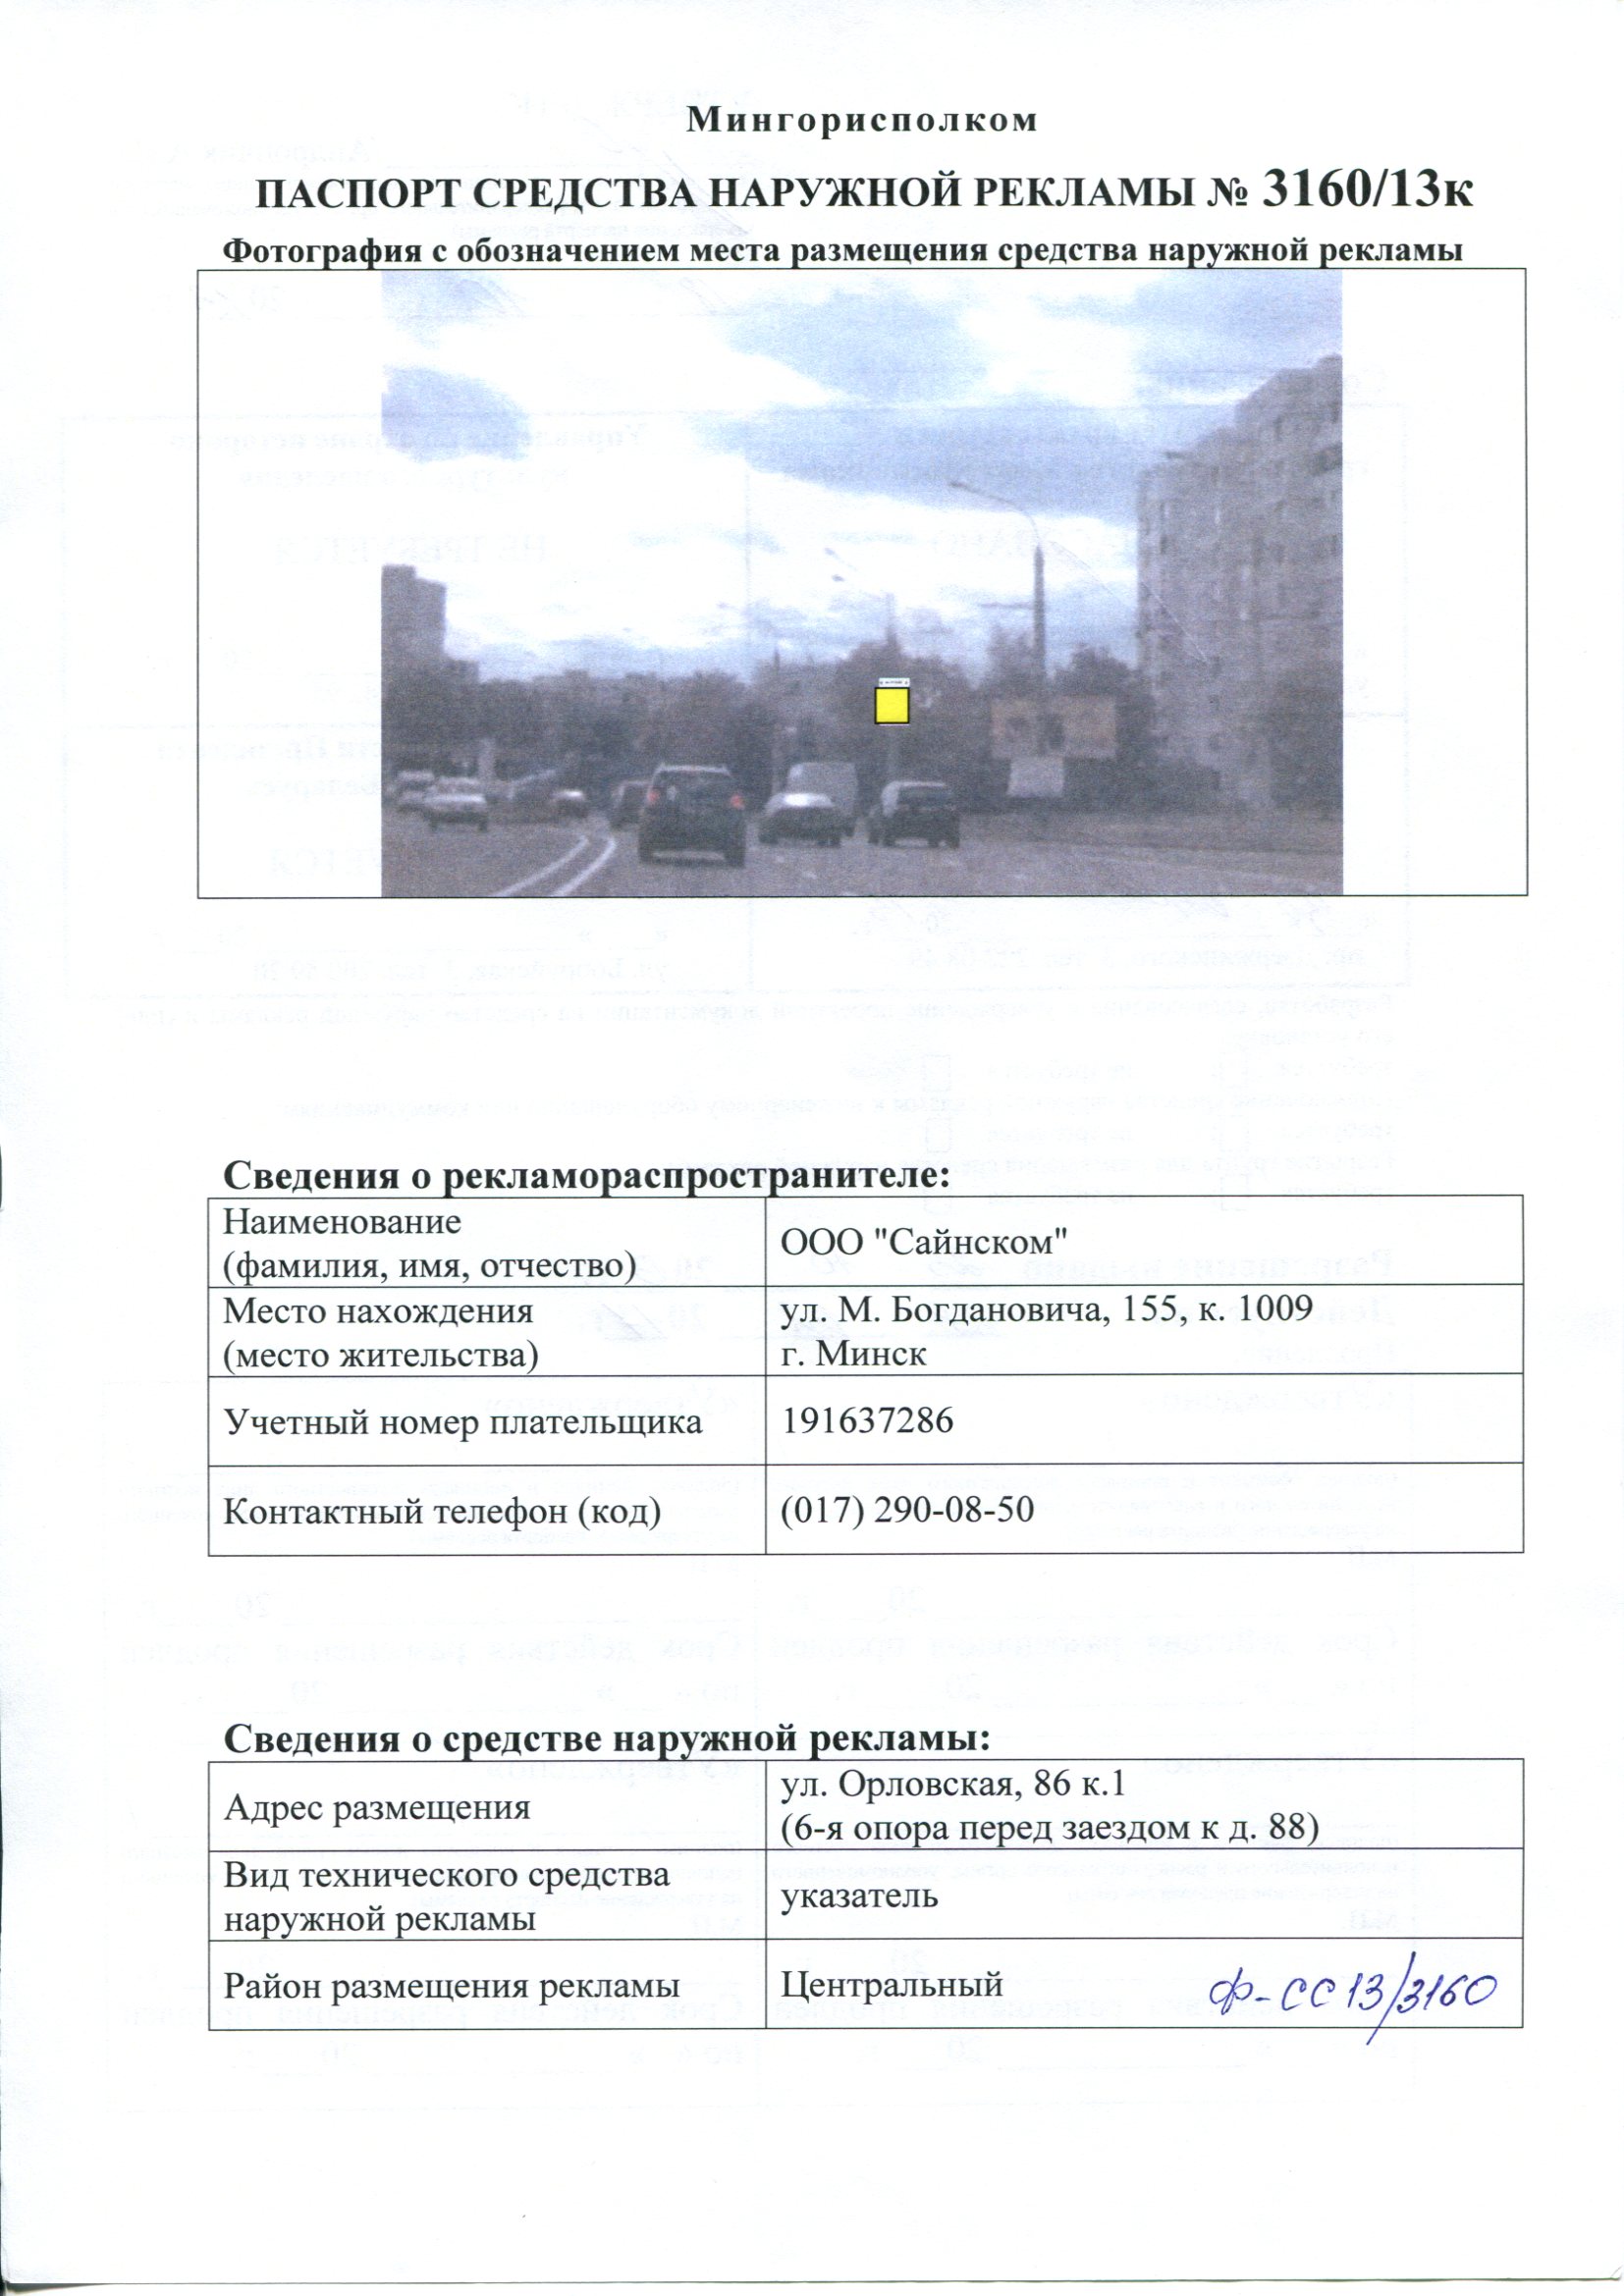 Мингорисполком
ПАСПОРТ СРЕДСТВА НАРУЖНОЙ РЕКЛАМЫ № 3160/13к
Фотография с обозначением места размещения средства наружной рекламы
Сведения о рекламораспространителе:
Наименование
(фамилия, имя, отчество)
ООО "Сайнском"
Место нахождения
(место жительства)
ул. М. Богдановича, 155, к. 1009
г. Минск
Учетный номер плательщика
191637286
Контактный телефон (код)
(017) 290-08-50
Сведения о средстве наружной рекламы:
Адрес размещения
ул. Орловская, 86 к.1
(6-я опора перед заездом к д. 88)
Вид технического средства
наружной рекламы
указатель
Район размещения рекламы
Центральный
ф-СС 13/3160